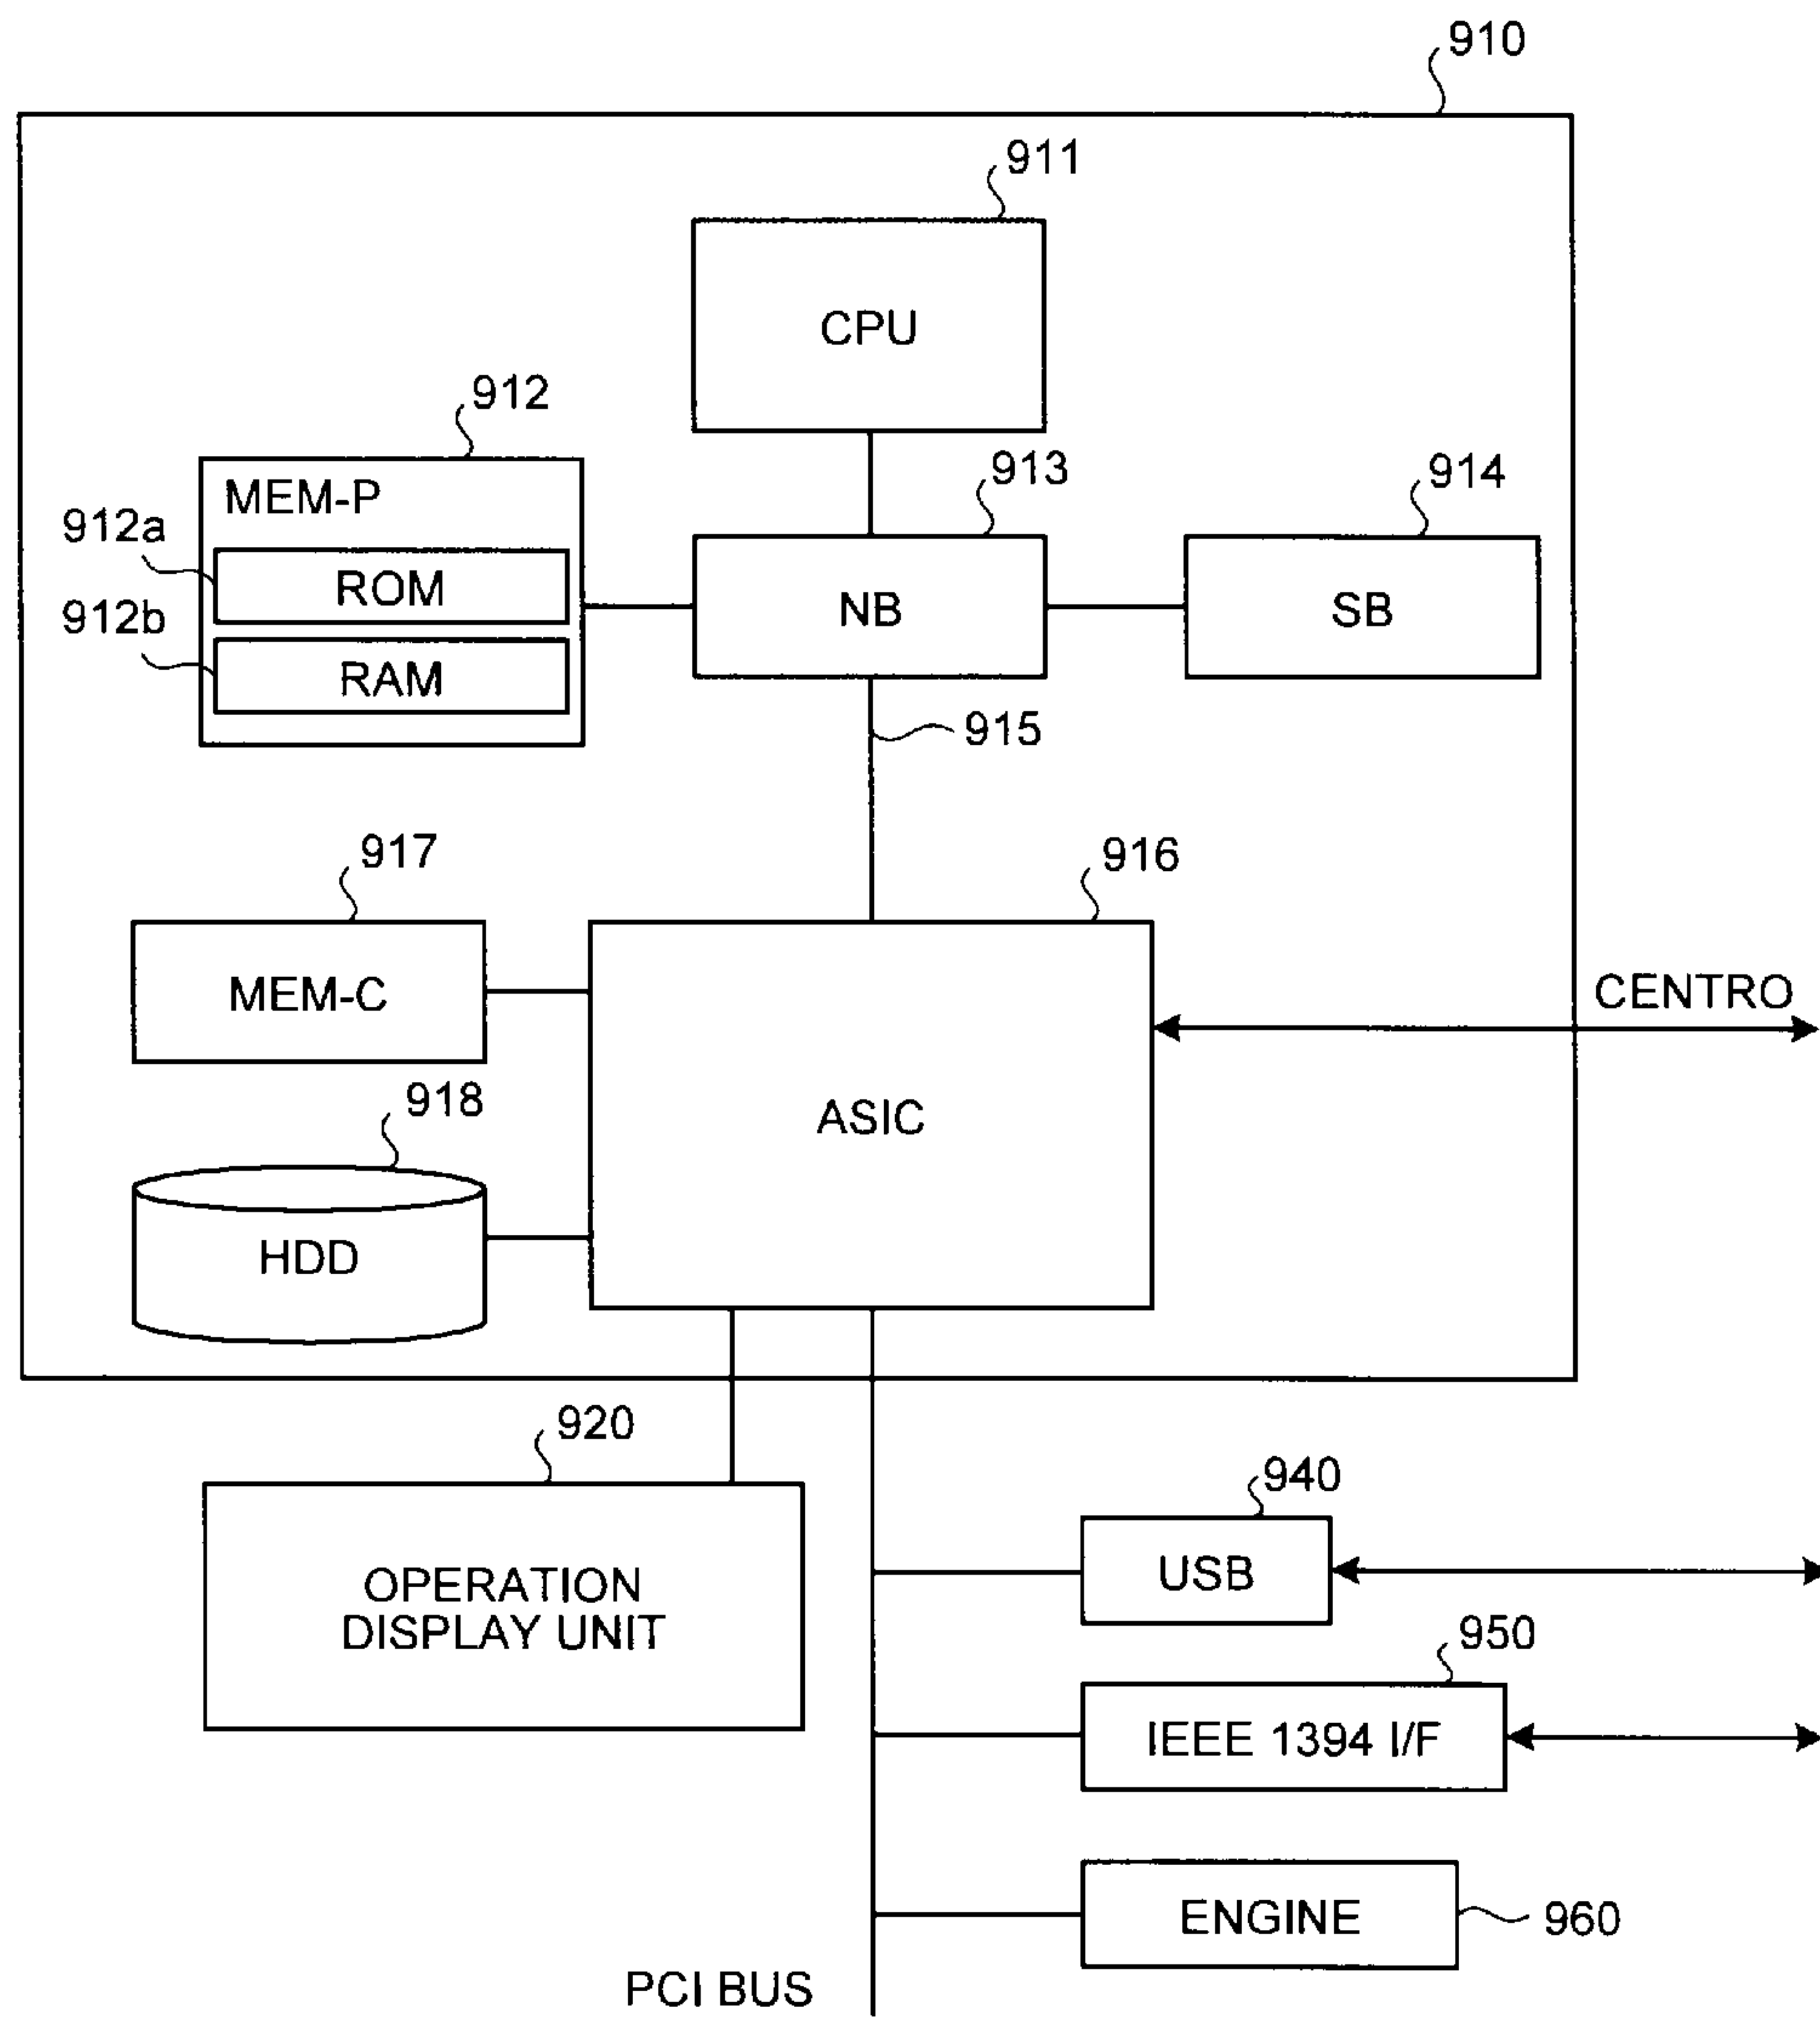 910
911
CPU
912
MEM-P
913
914
912a
ROM
NB
SB
912b
RAM
915
917
916
MEM-C
CENTRO
918
ASIC
HDD
920
940
OPERATION
DISPLAY UNIT
USB
950
IEEE 1394 I/F
ENGINE
960
PCI BUS